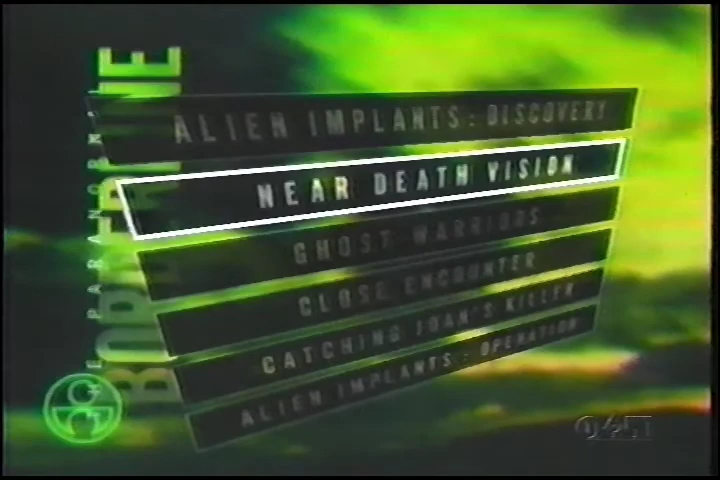 THE PARANORMAL
BORDERLINE
ALIEN IMPLANTS: DISCOVERY
NEAR DEATH VISION
GHOST WARRIORS
CLOSE ENCOUNTER
CATCHING JOAN'S KILLER
ALIEN IMPLANTS: OPERATION